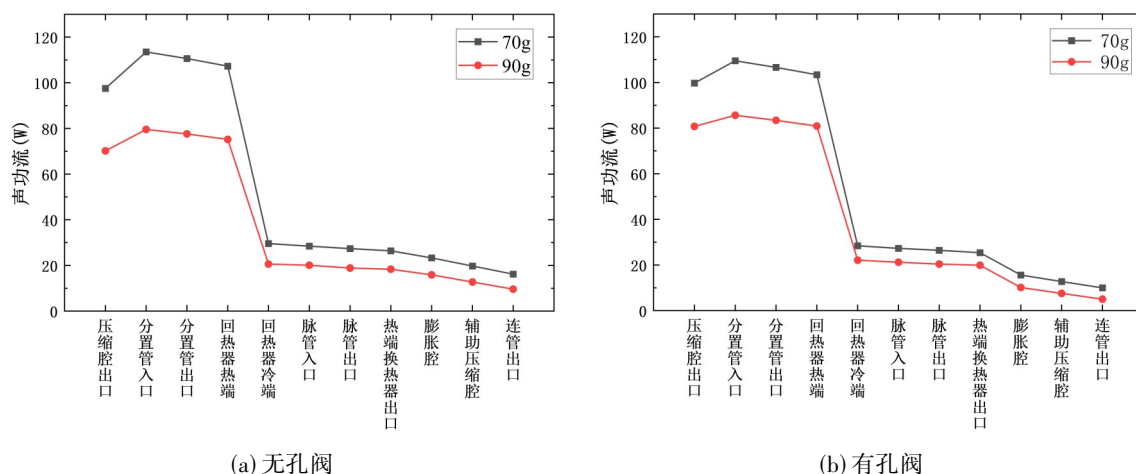 120
100
80
60
40
20
0
声功流(W)
70g
90g
压缩腔出口
分置管入口
分置管出口
回热器热端
回热器冷端
脉管入口
脉管出口
热端换热器出口
膨胀腔
辅助压缩腔
连管出口
(a) 无孔阀
120
100
80
60
40
20
0
声功流(W)
70g
90g
压缩腔出口
分置管入口
分置管出口
回热器热端
回热器冷端
脉管入口
脉管出口
热端换热器出口
膨胀腔
辅助压缩腔
连管出口
(b) 有孔阀